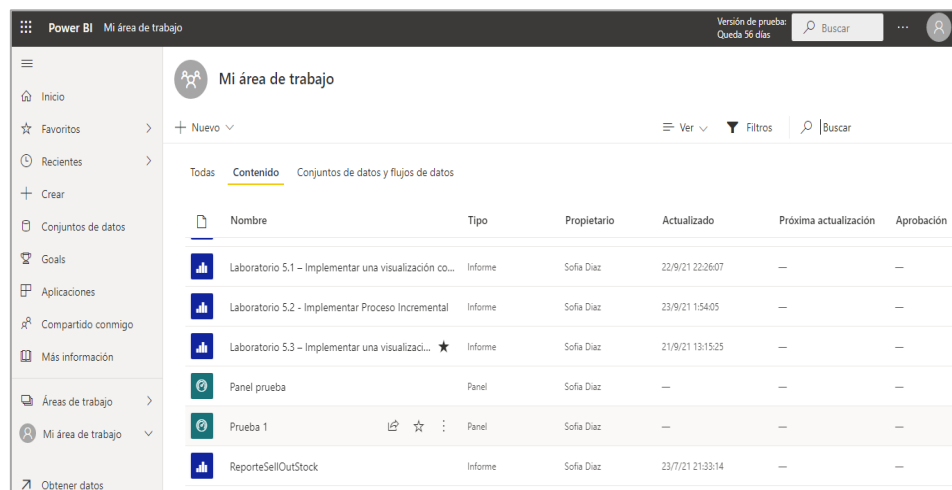 Power BI Mi área de trabajo
Versión de prueba:
Queda 56 días
Buscar
Inicio
Favoritos
Recientes
Crear
Conjuntos de datos
Goals
Aplicaciones
Compartido conmigo
Más información
Áreas de trabajo
Mi área de trabajo
Obtener datos
Mi área de trabajo
Nuevo
Ver
Filtros
Buscar
Todas Contenido Conjuntos de datos y flujos de datos
Nombre Tipo Propietario Actualizado Próxima actualización Aprobación
Laboratorio 5.1 – Implementar una visualización co... Informe Sofia Diaz 22/9/21 22:26:07 — —
Laboratorio 5.2 - Implementar Proceso Incremental Informe Sofia Diaz 23/9/21 1:54:05 — —
Laboratorio 5.3 – Implementar una visualizaci... Informe Sofia Diaz 21/9/21 13:15:25 — —
Panel prueba Panel Sofia Diaz — — —
Prueba 1 Panel Sofia Diaz — — —
ReporteSellOutStock Informe Sofia Diaz 23/7/21 21:33:14 — —